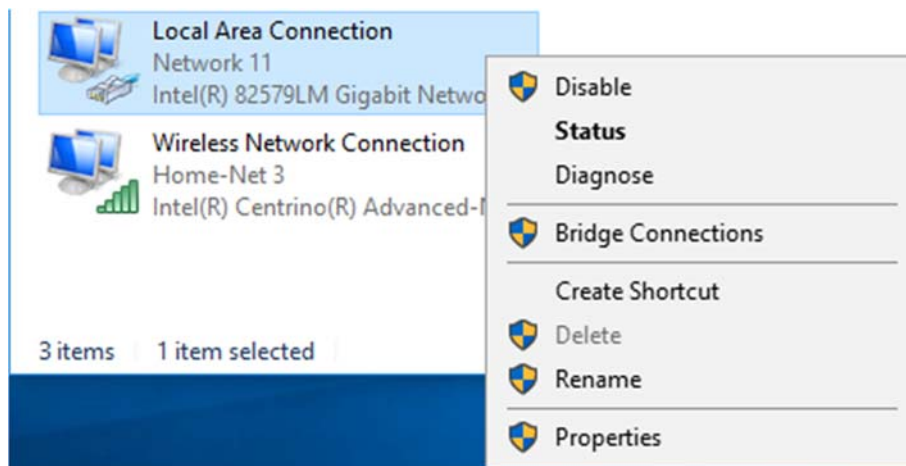 Local Area Connection
Network 11
Intel(R) 82579LM Gigabit Netwo
Wireless Network Connection
Home-Net 3
Intel(R) Centrino(R) Advanced-
3 items
1 item selected
Disable
Status
Diagnose
Bridge Connections
Create Shortcut
Delete
Rename
Properties